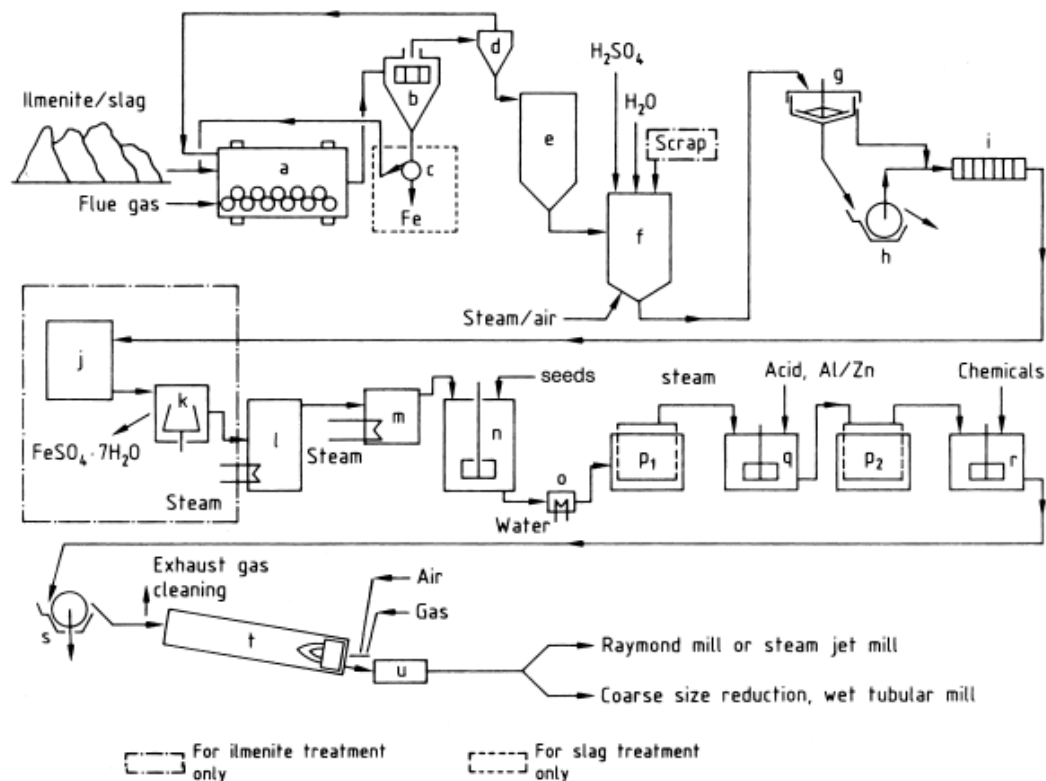 Ilmenite/slag
Flue gas
a
b
c
Fe
d
e
H₂SO₄
H₂O
Scrap
f
Steam/air
g
h
i
j
k
FeSO₄·7H₂O
Steam
l
Steam
m
seeds
n
o
Water
steam
p₁
Acid, Al/Zn
q
p₂
Chemicals
r
s
Exhaust gas
cleaning
t
Air
Gas
u
Raymond mill or steam jet mill
Coarse size reduction, wet tubular mill
For ilmenite treatment
only
For slag treatment
only